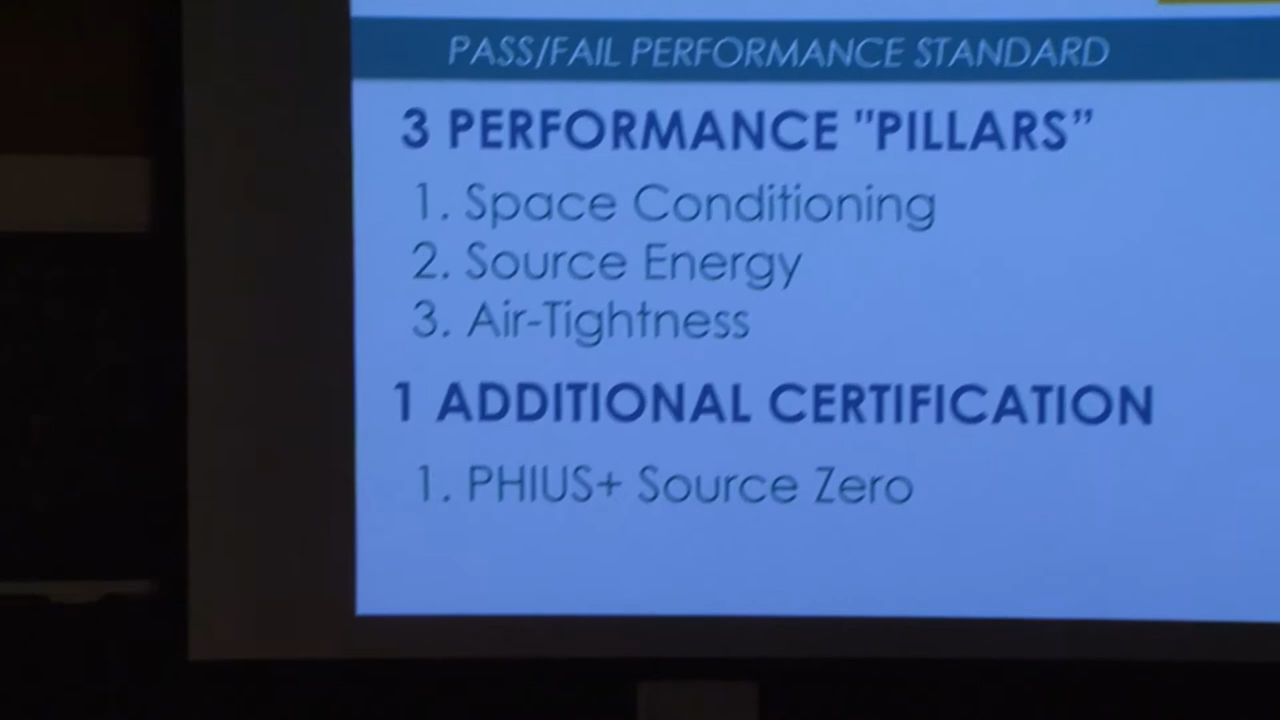 PASS/FAIL PERFORMANCE STANDARD
3 PERFORMANCE "PILLARS”
1. Space Conditioning
2. Source Energy
3. Air-Tightness
1 ADDITIONAL CERTIFICATION
1. PHIUS+ Source Zero